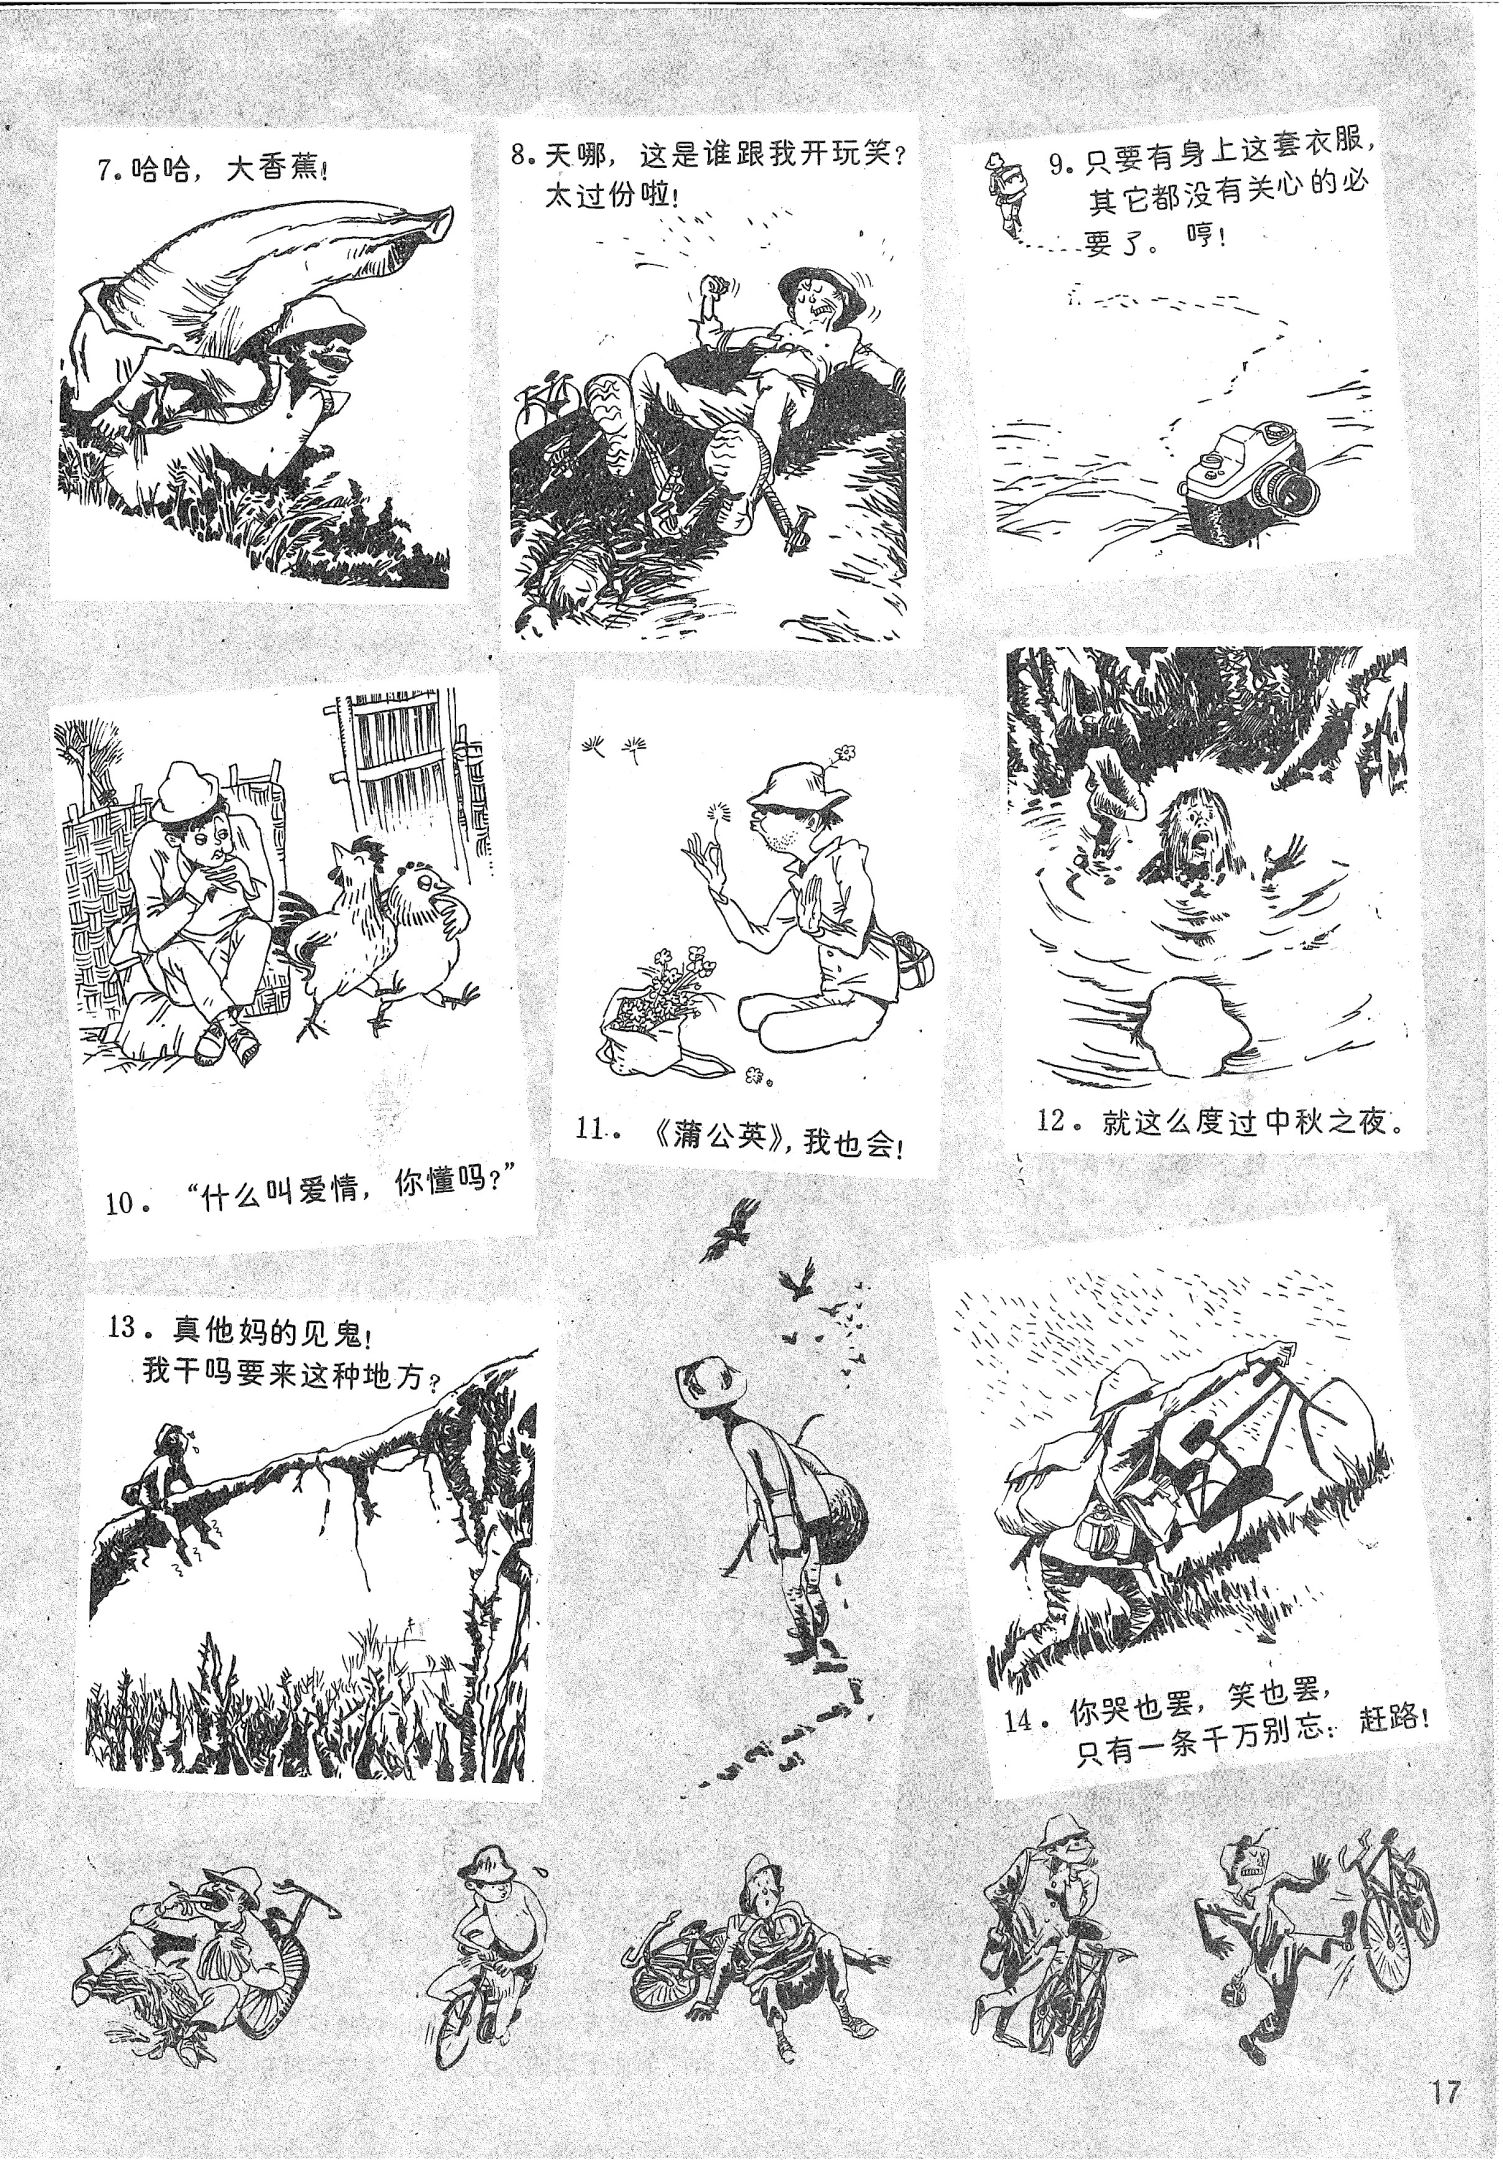 7. 哈哈，大香蕉！
8. 天哪，这是谁跟我开玩笑？
太过份啦！
9. 只要有身上这套衣服，
其它都没有关心的必
要了。哼！
10. “什么叫爱情，你懂吗？”
11. 《蒲公英》，我也会！
12. 就这么度过中秋之夜。
13. 真他妈的见鬼！
我干吗要来这种地方？
14. 你哭也罢，笑也罢，
只有一条千万别忘：赶路！
17